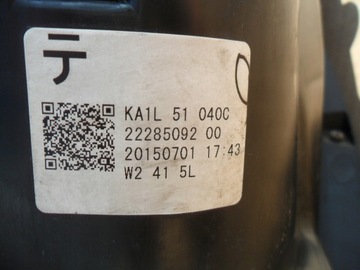 テ
KA1L 51 040C
22285092 00
20150701 17:43
W2 41 5L